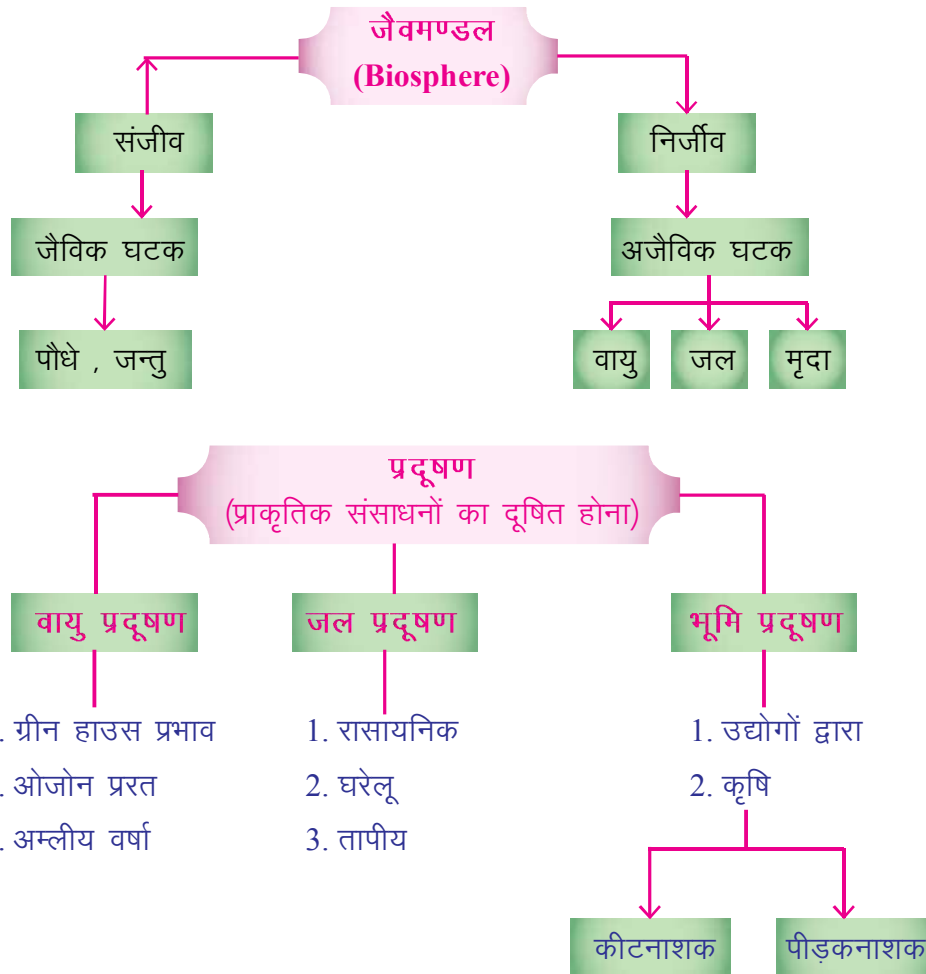 जैवमण्डल
(Biosphere)
संजीव
निर्जीव
जैविक घटक
अजैविक घटक
पौधे , जन्तु
वायु
जल
मृदा
प्रदूषण
(प्राकृतिक संसाधनों का दूषित होना)
वायु प्रदूषण
जल प्रदूषण
भूमि प्रदूषण
. ग्रीन हाउस प्रभाव
. ओजोन प्ररत
. अम्लीय वर्षा
1. रासायनिक
2. घरेलू
3. तापीय
1. उद्योगों द्वारा
2. कृषि
कीटनाशक
पीड़कनाशक